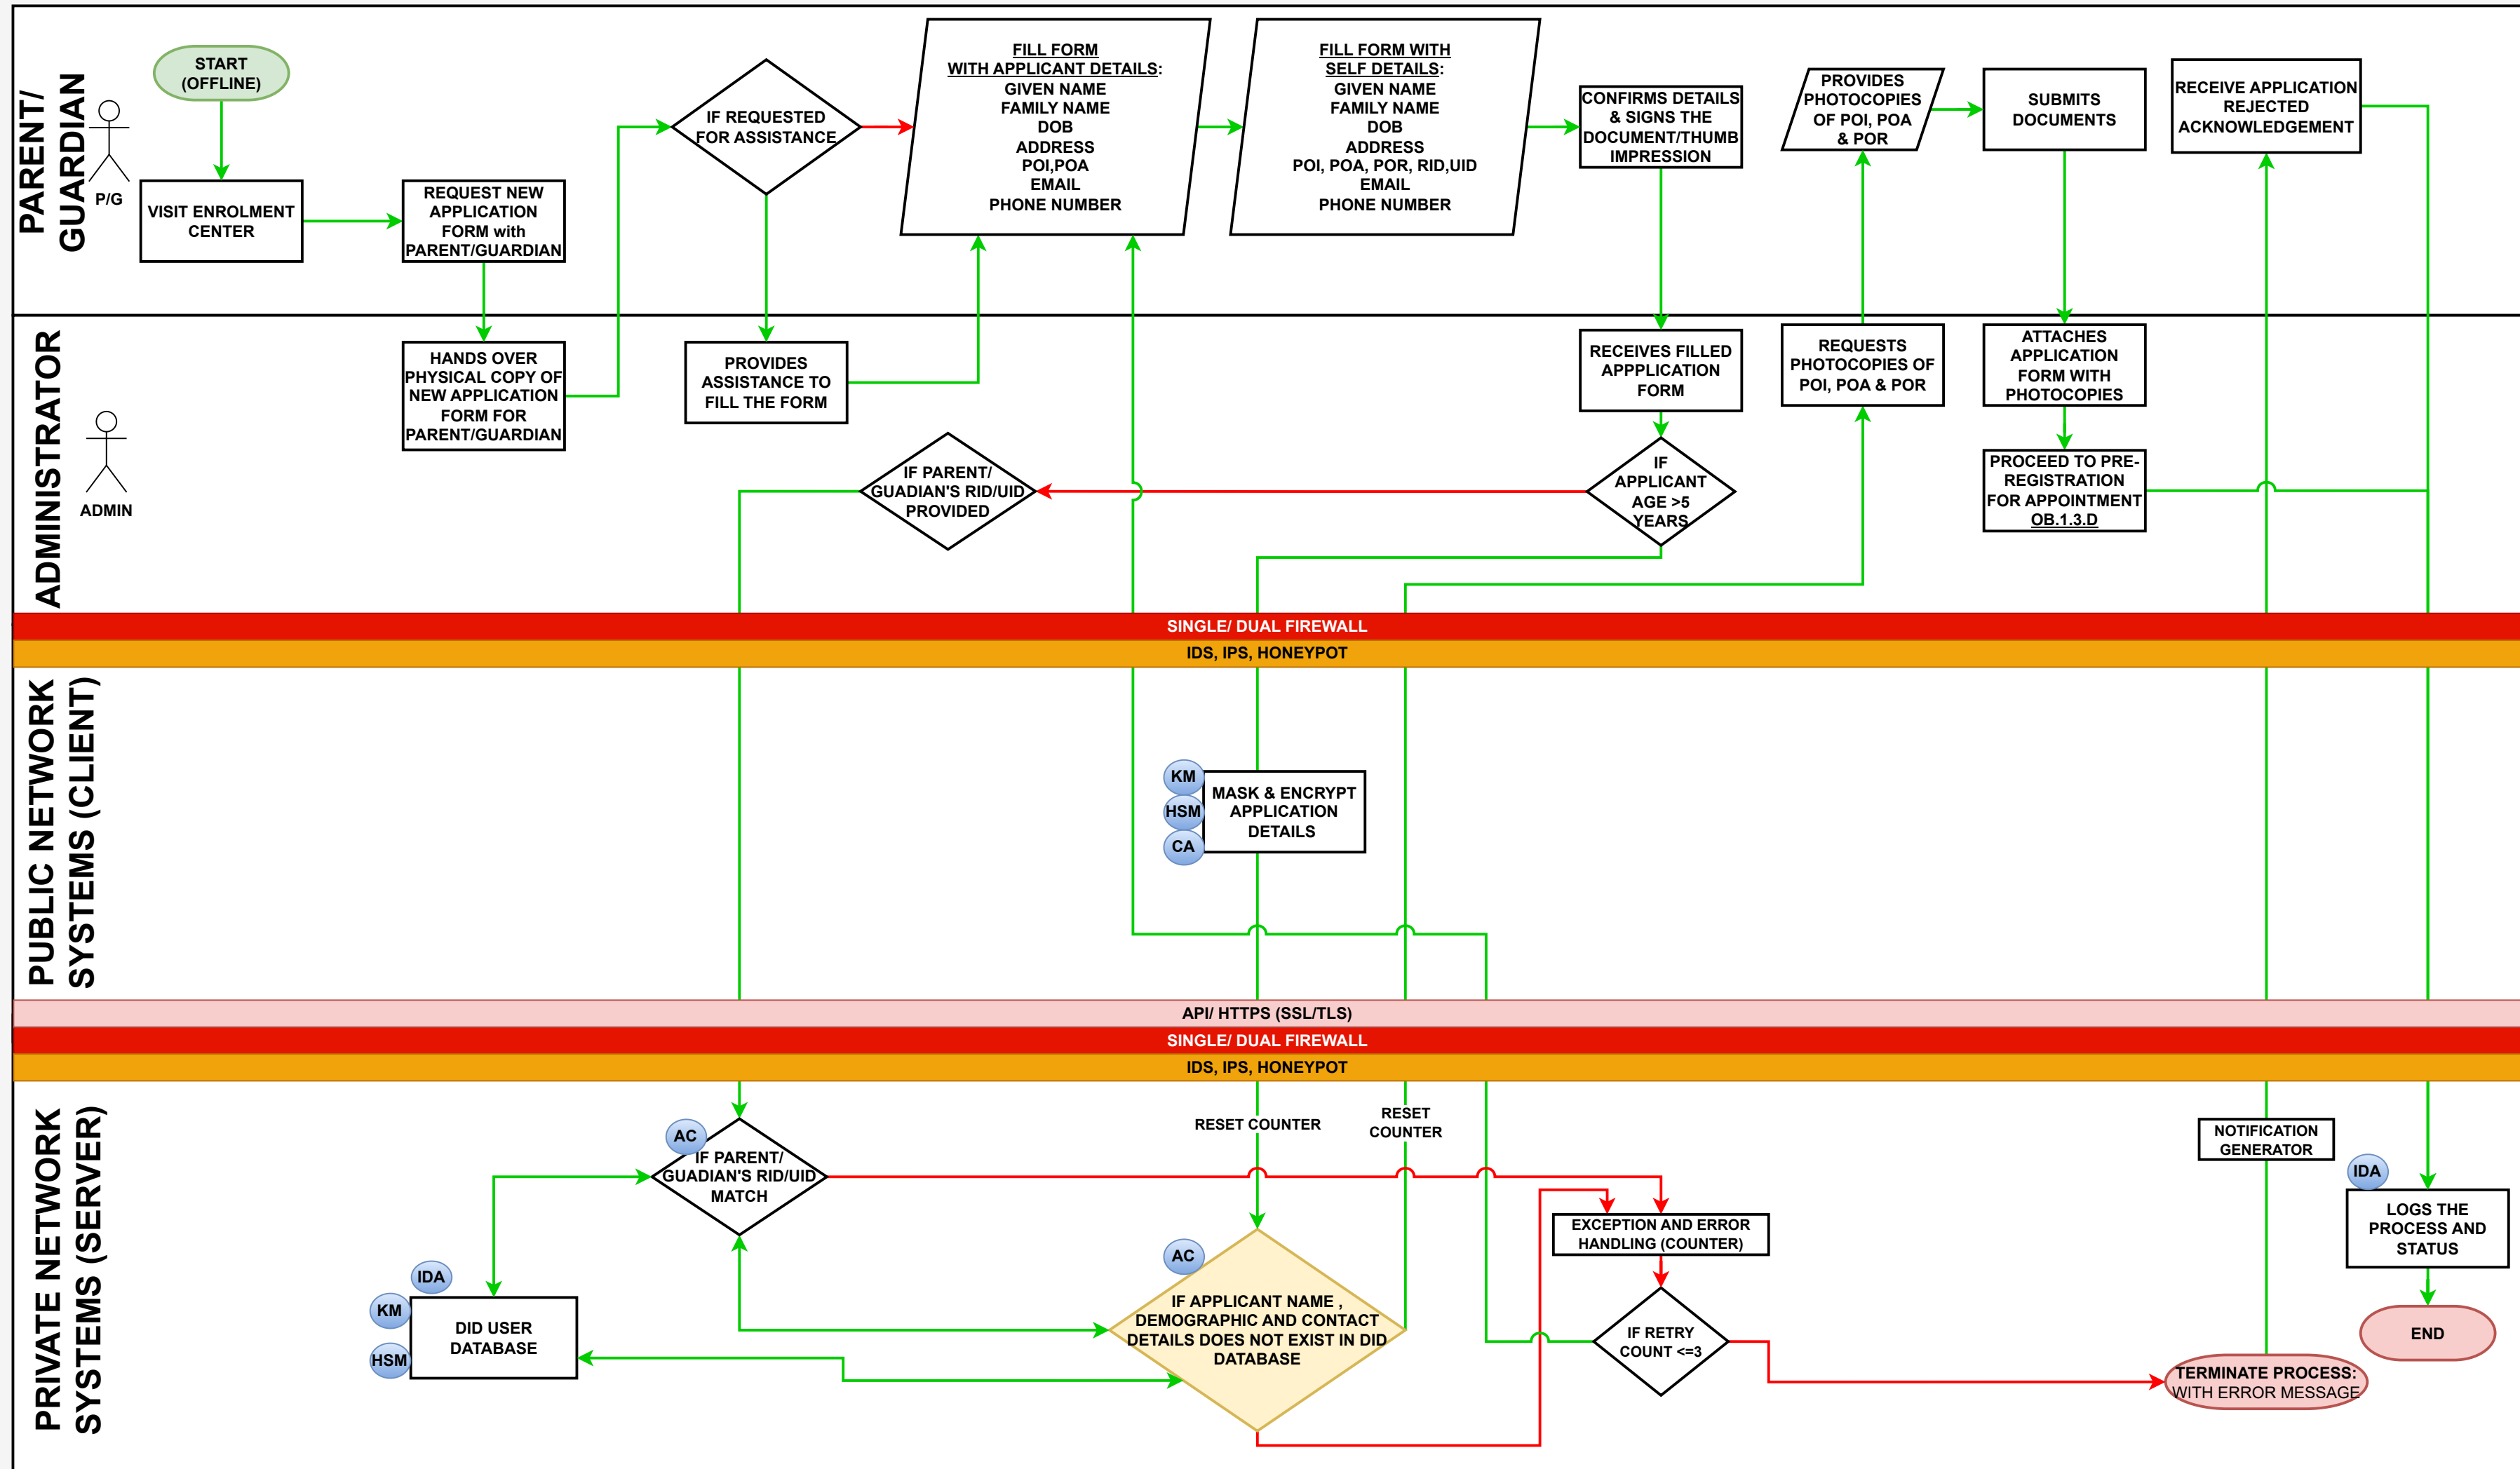 PARENT/
GUARDIAN
P/G
START
(OFFLINE)
VISIT ENROLMENT
CENTER
REQUEST NEW
APPLICATION
FORM with
PARENT/GUARDIAN
IF REQUESTED
FOR ASSISTANCE
FILL FORM
WITH APPLICANT DETAILS:
GIVEN NAME
FAMILY NAME
DOB
ADDRESS
POI,POA
EMAIL
PHONE NUMBER
FILL FORM WITH
SELF DETAILS:
GIVEN NAME
FAMILY NAME
DOB
ADDRESS
POI, POA, POR, RID,UID
EMAIL
PHONE NUMBER
CONFIRMS DETAILS
& SIGNS THE
DOCUMENT/THUMB
IMPRESSION
PROVIDES
PHOTOCOPIES
OF POI, POA
& POR
SUBMITS
DOCUMENTS
RECEIVE APPLICATION
REJECTED
ACKNOWLEDGEMENT
ADMINISTRATOR
ADMIN
HANDS OVER
PHYSICAL COPY OF
NEW APPLICATION
FORM FOR
PARENT/GUARDIAN
PROVIDES
ASSISTANCE TO
FILL THE FORM
IF PARENT/
GUADIAN'S RID/UID
PROVIDED
RECEIVES FILLED
APPPLICATION
FORM
IF
APPLICANT
AGE >5
YEARS
REQUESTS
PHOTOCOPIES OF
POI, POA & POR
ATTACHES
APPLICATION
FORM WITH
PHOTOCOPIES
PROCEED TO PRE-
REGISTRATION
FOR APPOINTMENT
OB.1.3.D
SINGLE/ DUAL FIREWALL
IDS, IPS, HONEYPOT
PUBLIC NETWORK
SYSTEMS (CLIENT)
KM
HSM
CA
MASK & ENCRYPT
APPLICATION
DETAILS
API/ HTTPS (SSL/TLS)
SINGLE/ DUAL FIREWALL
IDS, IPS, HONEYPOT
PRIVATE NETWORK
SYSTEMS (SERVER)
AC
IF PARENT/
GUADIAN'S RID/UID
MATCH
RESET COUNTER
RESET
COUNTER
IDA
KM
HSM
DID USER
DATABASE
AC
IF APPLICANT NAME ,
DEMOGRAPHIC AND CONTACT
DETAILS DOES NOT EXIST IN DID
DATABASE
EXCEPTION AND ERROR
HANDLING (COUNTER)
IF RETRY
COUNT <=3
NOTIFICATION
GENERATOR
TERMINATE PROCESS:
WITH ERROR MESSAGE
IDA
LOGS THE
PROCESS AND
STATUS
END